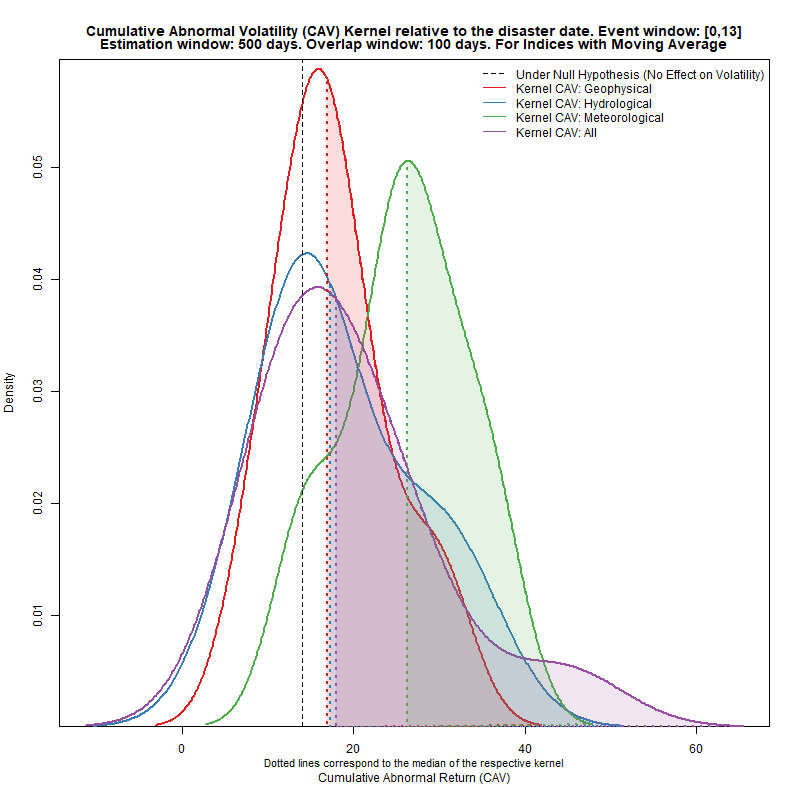 Cumulative Abnormal Volatility (CAV) Kernel relative to the disaster date. Event window: [0,13]
Estimation window: 500 days. Overlap window: 100 days. For Indices with Moving Average
Under Null Hypothesis (No Effect on Volatility)
Kernel CAV: Geophysical
Kernel CAV: Hydrological
Kernel CAV: Meteorological
Kernel CAV: All
0.05
0.04
0.03
0.02
0.01
Density
0 20 40 60
Dotted lines correspond to the median of the respective kernel
Cumulative Abnormal Return (CAV)